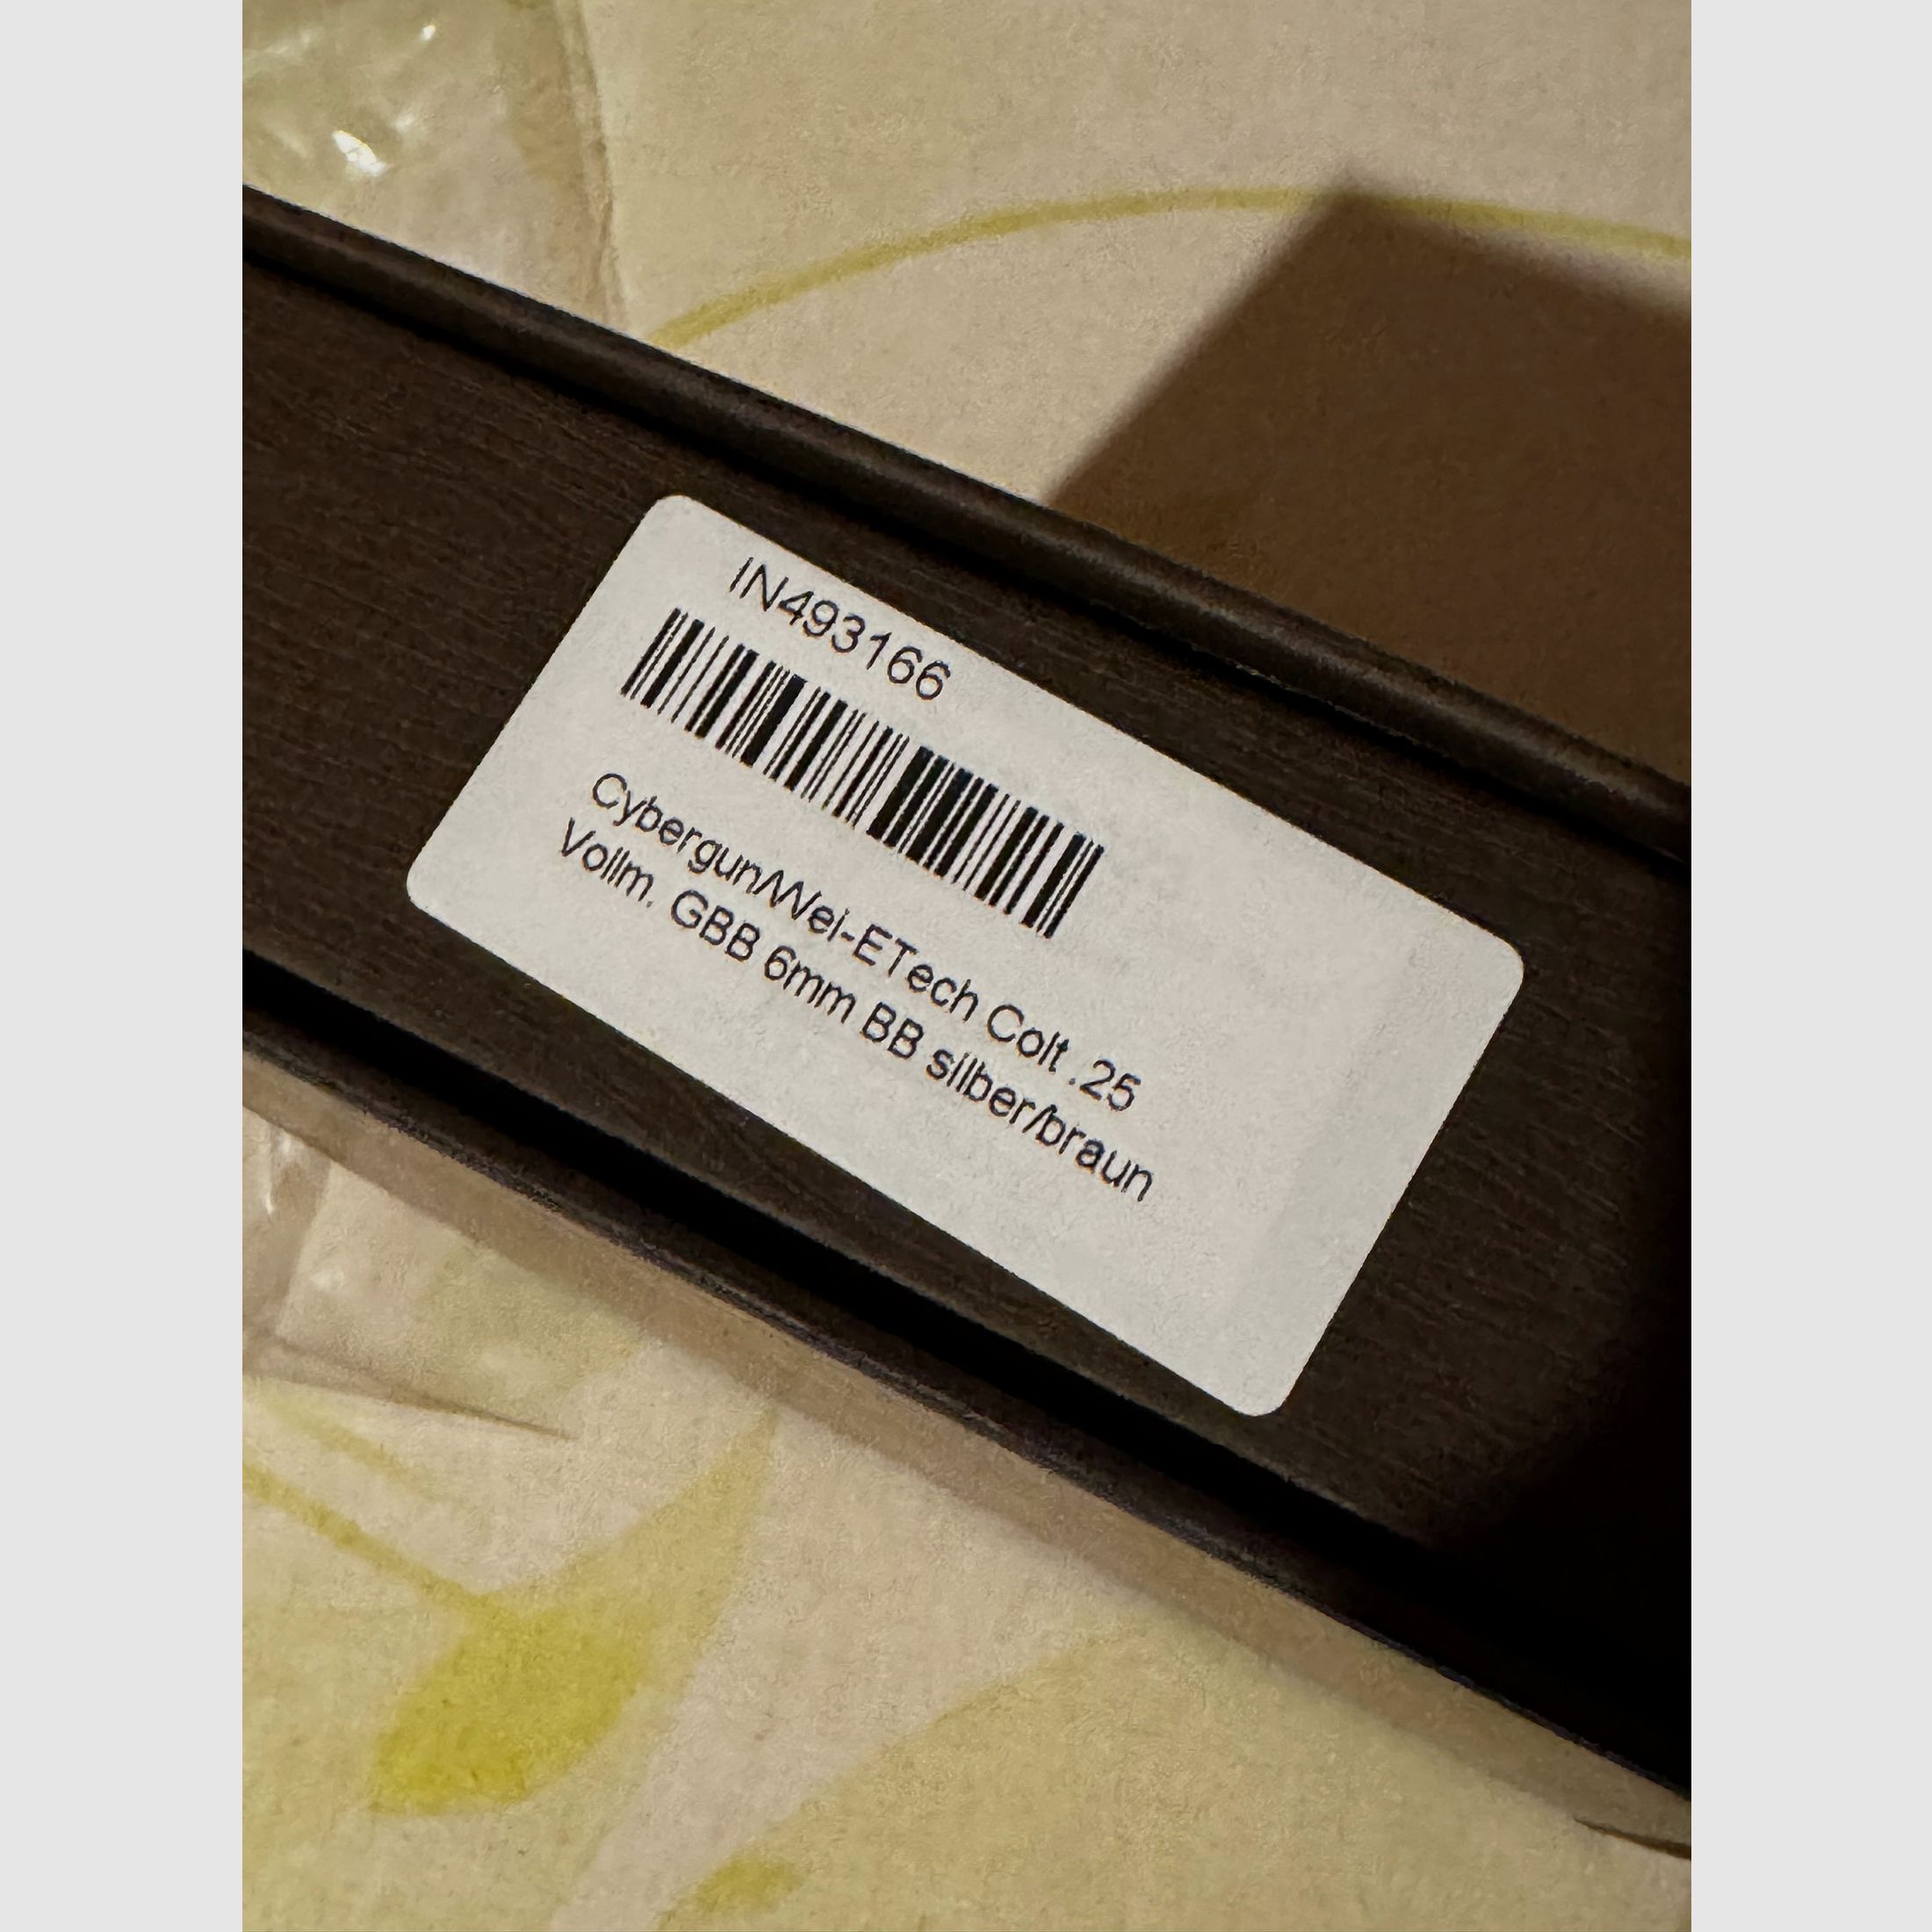 IN493166
Cybergun/Wei-ETech Colt .25
Vollm. GBB 6mm BB silber/braun